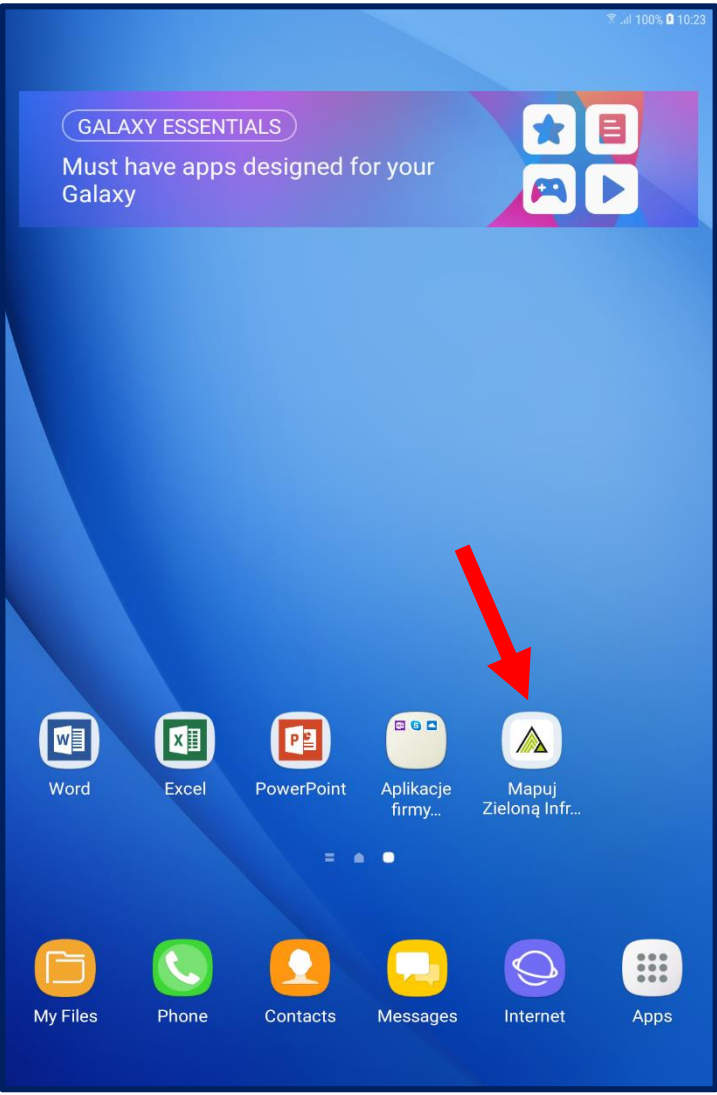 100% 10:23
GALAXY ESSENTIALS
Must have apps designed for your
Galaxy
W
X
P
S
Word
Excel
PowerPoint
Aplikacje
firmy...
Mapuj
Zieloną Infr...
My Files
Phone
Contacts
Messages
Internet
Apps